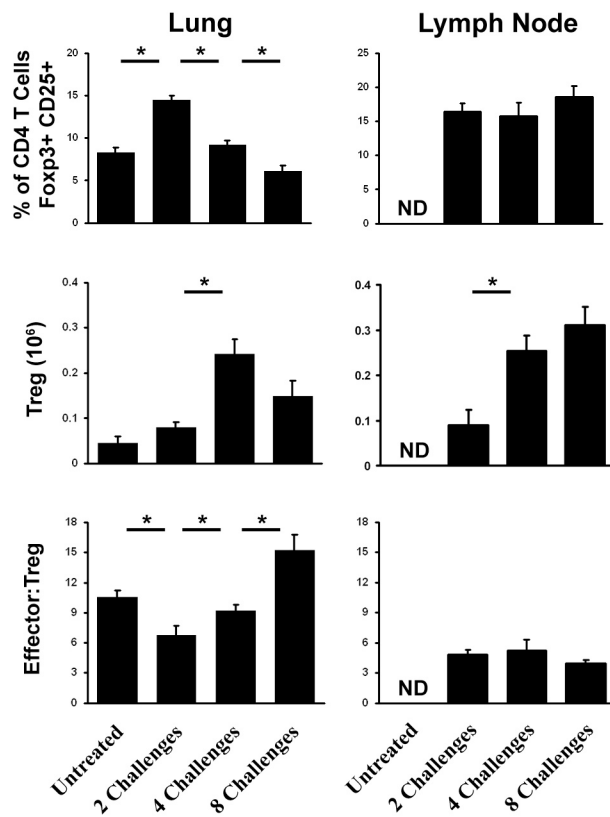 Lung
Lymph Node
% of CD4 T Cells
Foxp3+ CD25+
20
15
10
5
0
*
*
*
25
20
15
10
5
0
ND
Treg (10⁶)
0.4
0.3
0.2
0.1
0
*
0.4
0.3
0.2
0.1
0
*
ND
Effector:Treg
18
15
12
9
6
3
0
*
*
*
18
15
12
9
6
3
0
ND
Untreated
2 Challenges
4 Challenges
8 Challenges
Untreated
2 Challenges
4 Challenges
8 Challenges